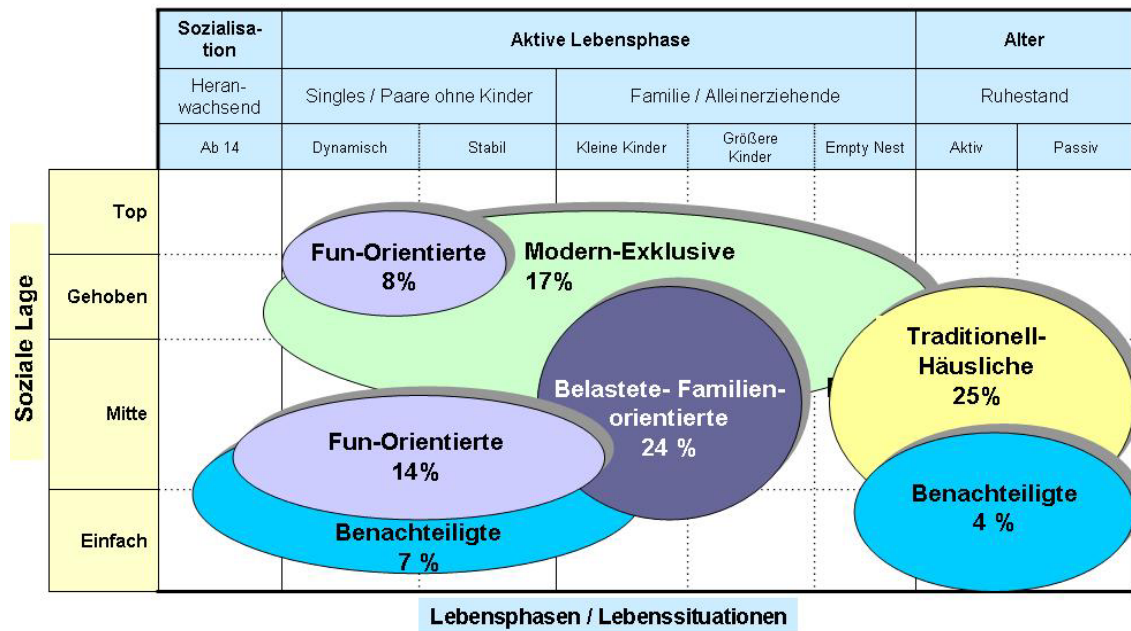 Sozialisa-
tion
Aktive Lebensphase
Alter
Heran-
wachsend
Singles / Paare ohne Kinder
Familie / Alleinerziehende
Ruhestand
Ab 14
Dynamisch
Stabil
Kleine Kinder
Größere
Kinder
Empty Nest
Aktiv
Passiv
Soziale Lage
Top
Gehoben
Mitte
Einfach
Fun-Orientierte
8%
Modern-Exklusive
17%
Belastete- Familien-
orientierte
24 %
Traditionell-
Häusliche
25%
Fun-Orientierte
14%
Benachteiligte
7 %
Benachteiligte
4 %
Lebensphasen / Lebenssituationen